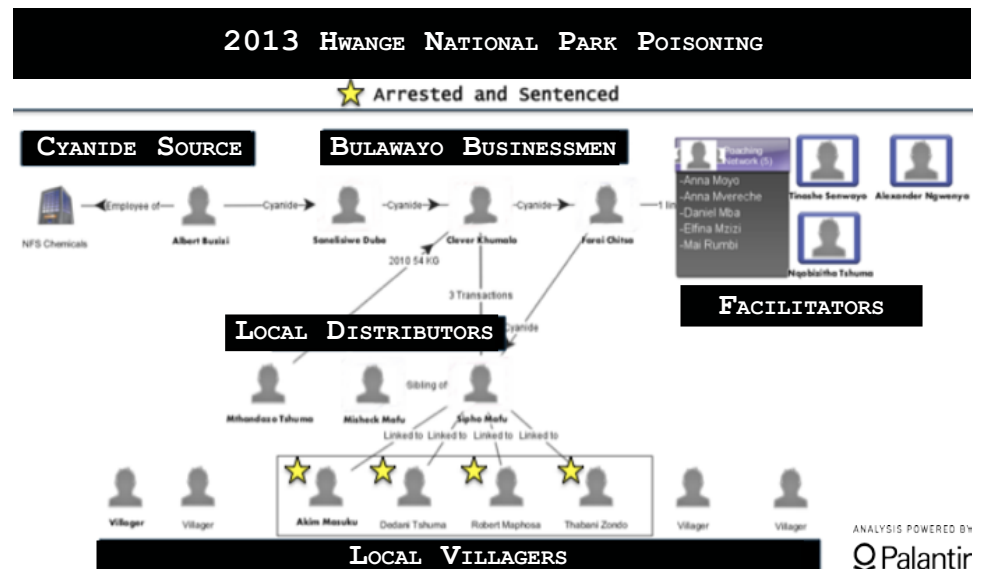 2013 HWANGE NATIONAL PARK POISONING
Arrested and Sentenced
CYANIDE SOURCE
BULAWAYO BUSINESSMEN
Poaching
Network (5)
-Anna Moyo
-Anna Mvereche
-Daniel Mba
-Elfina Mzizi
-Mai Rumbi
Employee of
Cyanide
Cyanide
Cyanide
1 lin
Tinashe Senwayo
Alexander Ngwenya
NFS Chemicals
Albert Busizi
Sanelisiwe Dube
Clever Khumalo
Farai Chitsa
2010 54 KG
Nqobizitha Tshuma
3 Transactions
FACILITATORS
LOCAL DISTRIBUTORS
Cyanide
Sibling of
Mthandazo Tshuma
Misheck Mafu
Sipho Mafu
Linked to Linked to Linked to Linked to
Villager
Villager
Akim Masuku
Dedani Tshuma
Robert Maphosa
Thabani Zondo
Villager
Villager
LOCAL VILLAGERS
ANALYSIS POWERED BY
Palantir